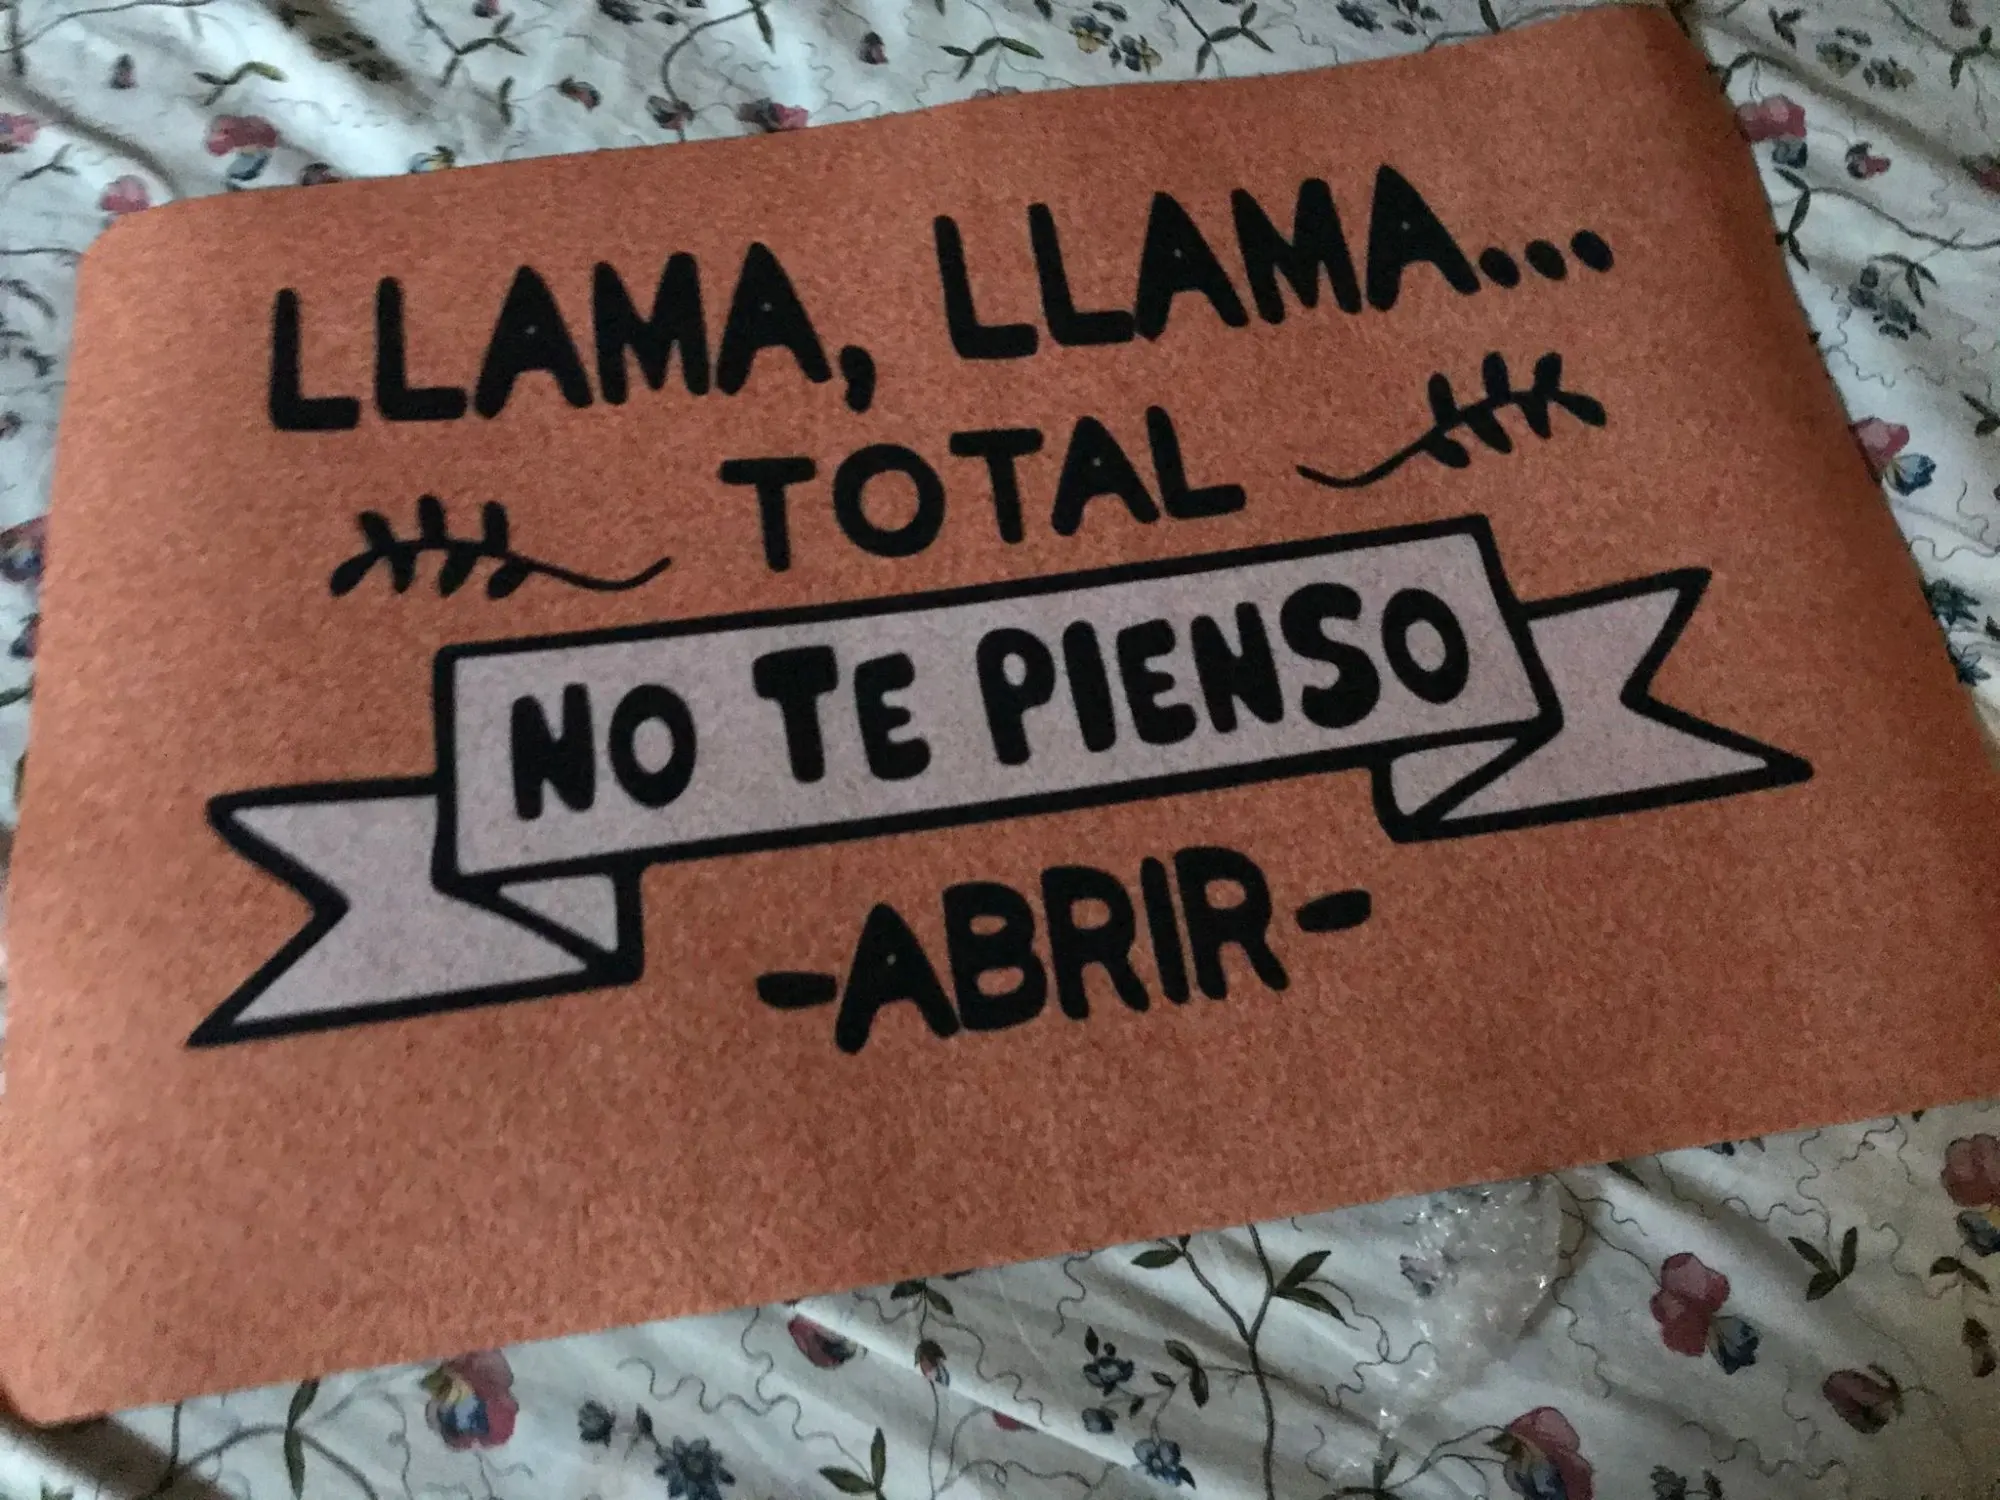 LLAMA, LLAMA...
TOTAL
NO TE PIENSO
-ABRIR-